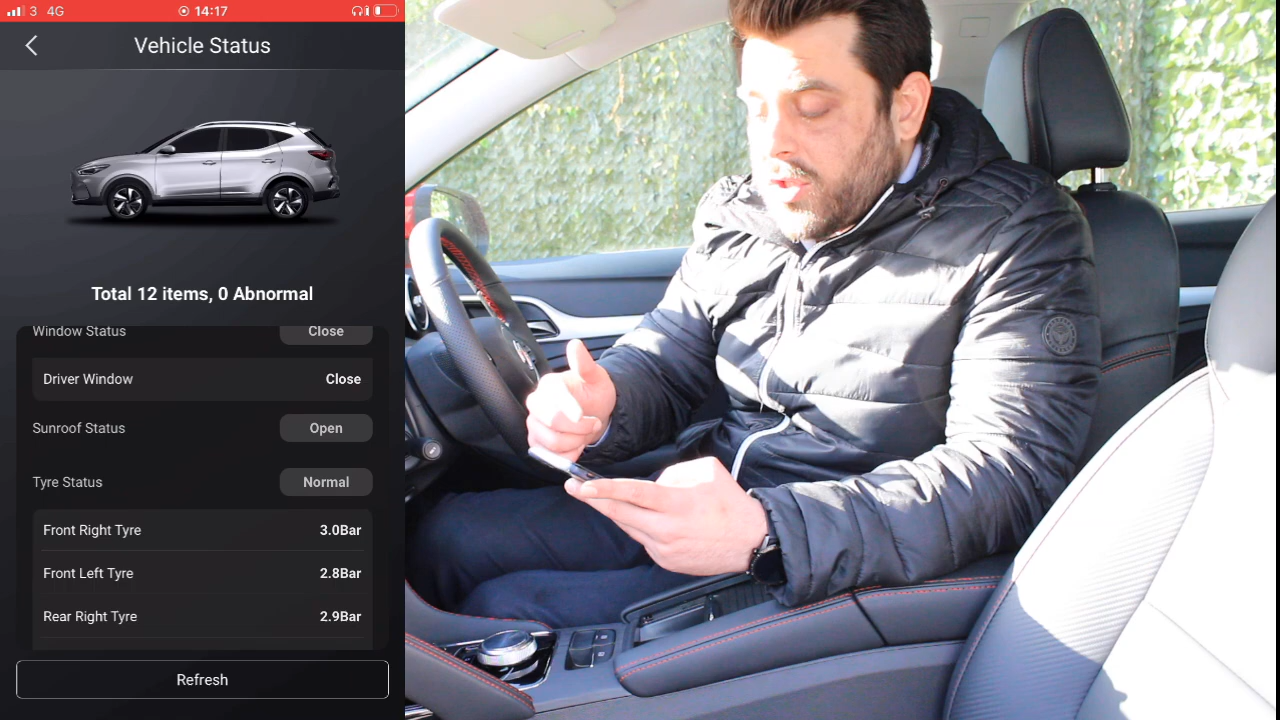 3 4G 14:17
Vehicle Status
Total 12 items, 0 Abnormal
Window Status Close
Driver Window Close
Sunroof Status Open
Tyre Status Normal
Front Right Tyre 3.0Bar
Front Left Tyre 2.8Bar
Rear Right Tyre 2.9Bar
Refresh